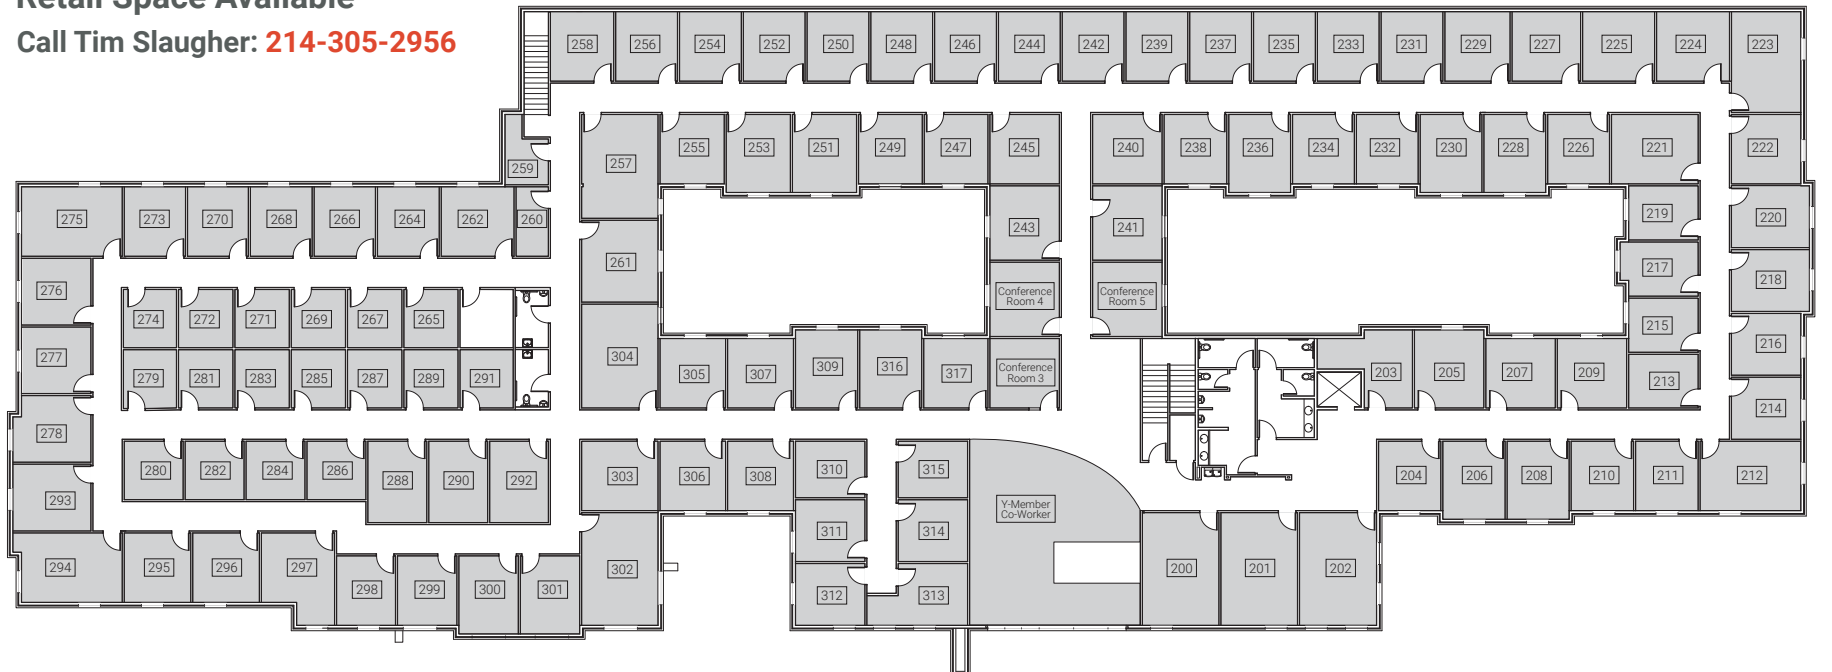 Retail Space Available
Call Tim Slaugher: 214-305-2956
258 256 254 252 250 248 246 244 242 239 237 235 233 231 229 227 225 224 223
259 257 255 253 251 249 247 245 240 238 236 234 232 230 228 226 221 222
275 273 270 268 266 264 262 260 243 241 219 220
276 261 217 218
Conference
Room 4
Conference
Room 5
274 272 271 269 267 265 215 216
277 304
279 281 283 285 287 289 291 305 307 309 316 317
Conference
Room 3
203 205 207 209 213 214
278
280 282 284 286 288 290 292 303 306 308 310 315 204 206 208 210 211 212
293
Y-Member
Co-Worker
311 314
294 295 296 297 298 299 300 301 302 312 313 200 201 202